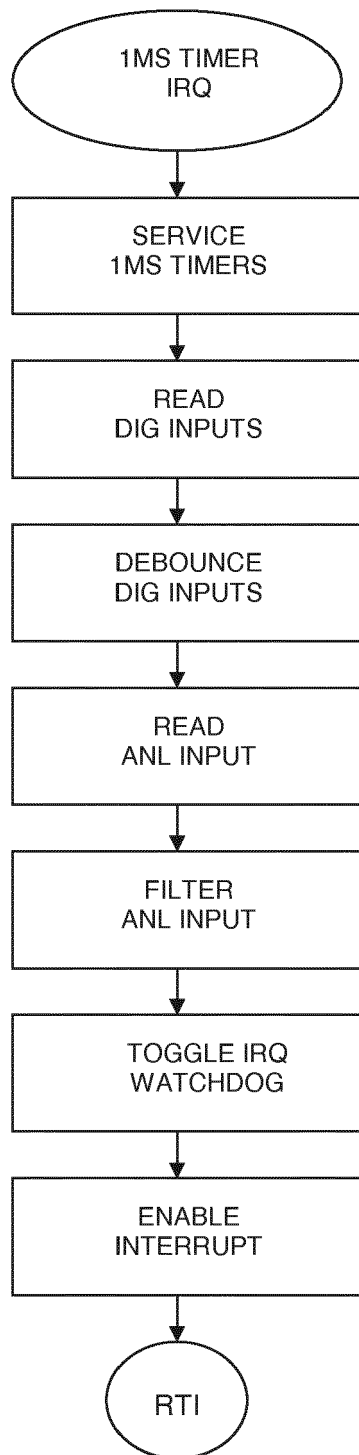 1MS TIMER
IRQ
SERVICE
1MS TIMERS
READ
DIG INPUTS
DEBOUNCE
DIG INPUTS
READ
ANL INPUT
FILTER
ANL INPUT
TOGGLE IRQ
WATCHDOG
ENABLE
INTERRUPT
RTI